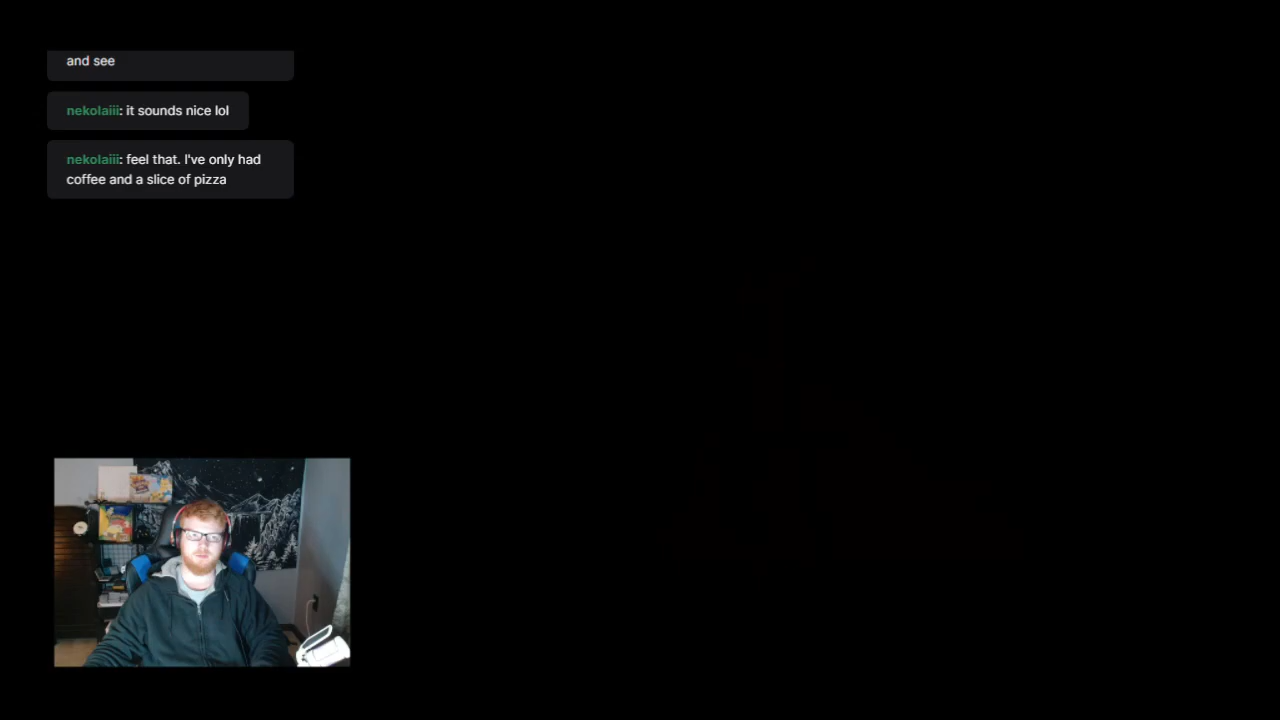 and see
nekolaiii: it sounds nice lol
nekolaiii: feel that. I've only had
coffee and a slice of pizza